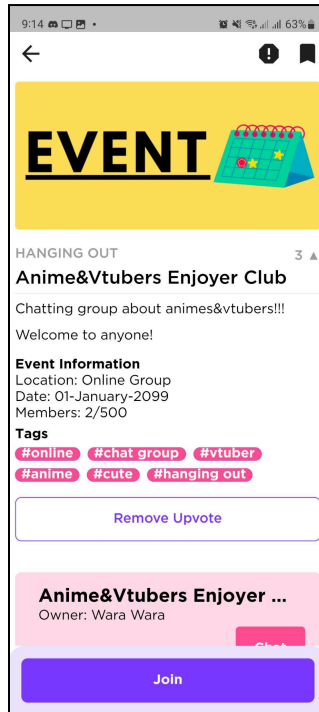 9:14
63%
EVENT
HANGING OUT
3
Anime&Vtubers Enjoyer Club
Chatting group about animes&vtubers!!!
Welcome to anyone!
Event Information
Location: Online Group
Date: 01-January-2099
Members: 2/500
Tags
#online #chat group #vtuber
#anime #cute #hanging out
Remove Upvote
Anime&Vtubers Enjoyer ...
Owner: Wara Wara
Chat
Join